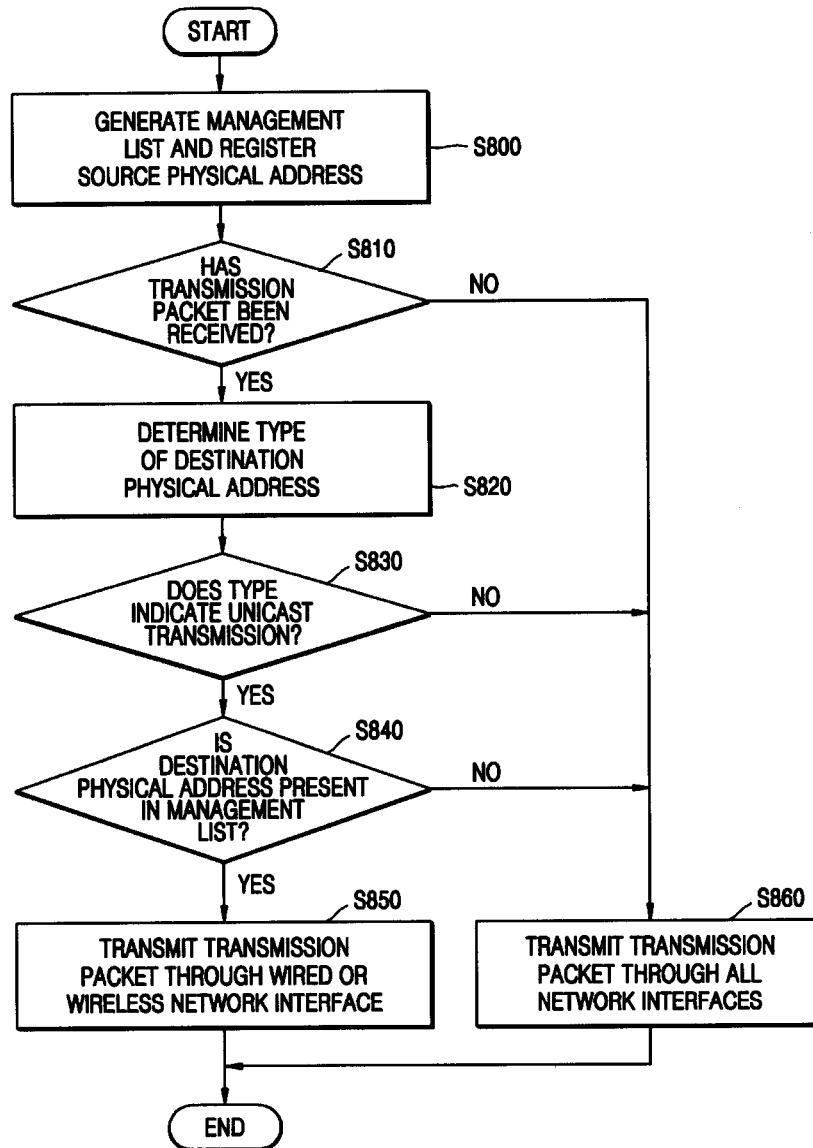 START
GENERATE MANAGEMENT
LIST AND REGISTER
SOURCE PHYSICAL ADDRESS
S800
S810
HAS
TRANSMISSION
PACKET BEEN
RECEIVED?
NO
YES
DETERMINE TYPE
OF DESTINATION
PHYSICAL ADDRESS
S820
S830
DOES TYPE
INDICATE UNICAST
TRANSMISSION?
NO
YES
S840
IS
DESTINATION
PHYSICAL ADDRESS PRESENT
IN MANAGEMENT
LIST?
NO
YES
S850
TRANSMIT TRANSMISSION
PACKET THROUGH WIRED OR
WIRELESS NETWORK INTERFACE
S860
TRANSMIT TRANSMISSION
PACKET THROUGH ALL
NETWORK INTERFACES
END